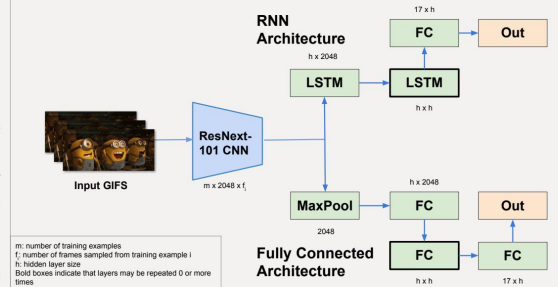 RNN
Architecture
17 x h
FC
Out
h x 2048
LSTM
LSTM
h x h
ResNext-
101 CNN
Input GIFS
m x 2048 x fi
h x 2048
MaxPool
FC
Out
2048
Fully Connected
Architecture
FC
FC
h x h
17 x h
m: number of training examples
fi: number of frames sampled from training example i
h: hidden layer size
Bold boxes indicate that layers may be repeated 0 or more
times